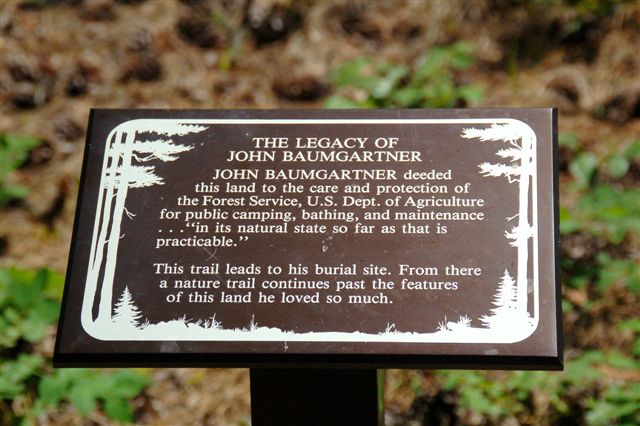 THE LEGACY OF
JOHN BAUMGARTNER
JOHN BAUMGARTNER deeded
this land to the care and protection of
the Forest Service, U.S. Dept. of Agriculture
for public camping, bathing, and maintenance
. . ."in its natural state so far as that is
practicable."
This trail leads to his burial site. From there
a nature trail continues past the features
of this land he loved so much.